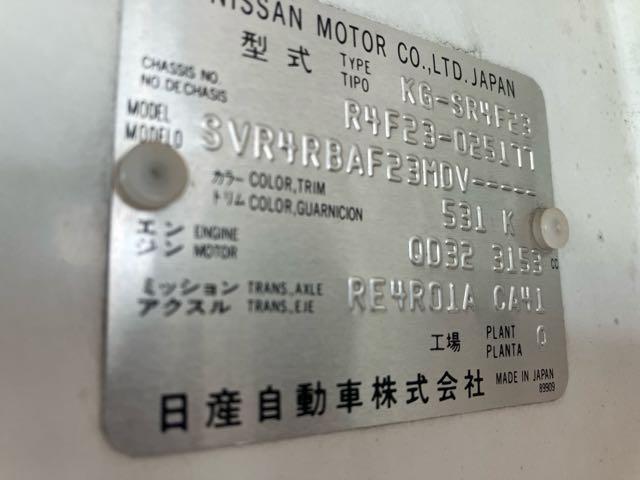 NISSAN MOTOR CO.,LTD. JAPAN
型式 TYPE TIPO KG-SR4F23
CHASSIS NO. NO. DECHASIS R4F23-025177
MODEL MODELO SVR4RBAF23MDV-----
カラー COLOR,TRIM
トリム COLOR,GUARNICION 531 K
エンジン ENGINE MOTOR QD32 3153 CC
ミッション TRANS.,AXLE
アクスル TRANS.,EJE RE4R01A CA41
工場 PLANT PLANTA 0
日産自動車株式会社 MADE IN JAPAN
89909